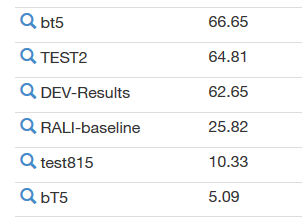 bt5 66.65
TEST2 64.81
DEV-Results 62.65
RALI-baseline 25.82
test815 10.33
bT5 5.09